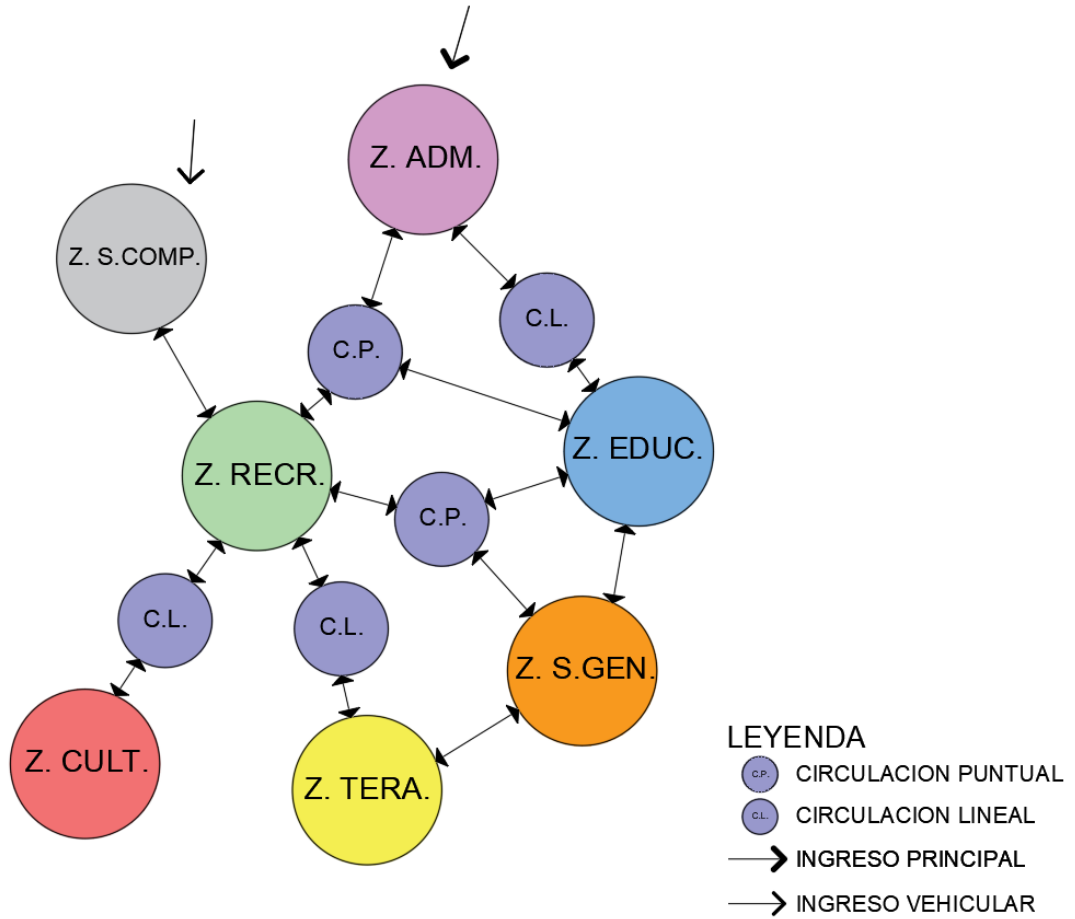 Z. ADM.
Z. S.COMP.
C.L.
C.P.
Z. EDUC.
Z. RECR.
C.P.
C.L.
C.L.
Z. S.GEN.
Z. CULT.
Z. TERA.
LEYENDA
C.P. CIRCULACION PUNTUAL
C.L. CIRCULACION LINEAL
INGRESO PRINCIPAL
INGRESO VEHICULAR